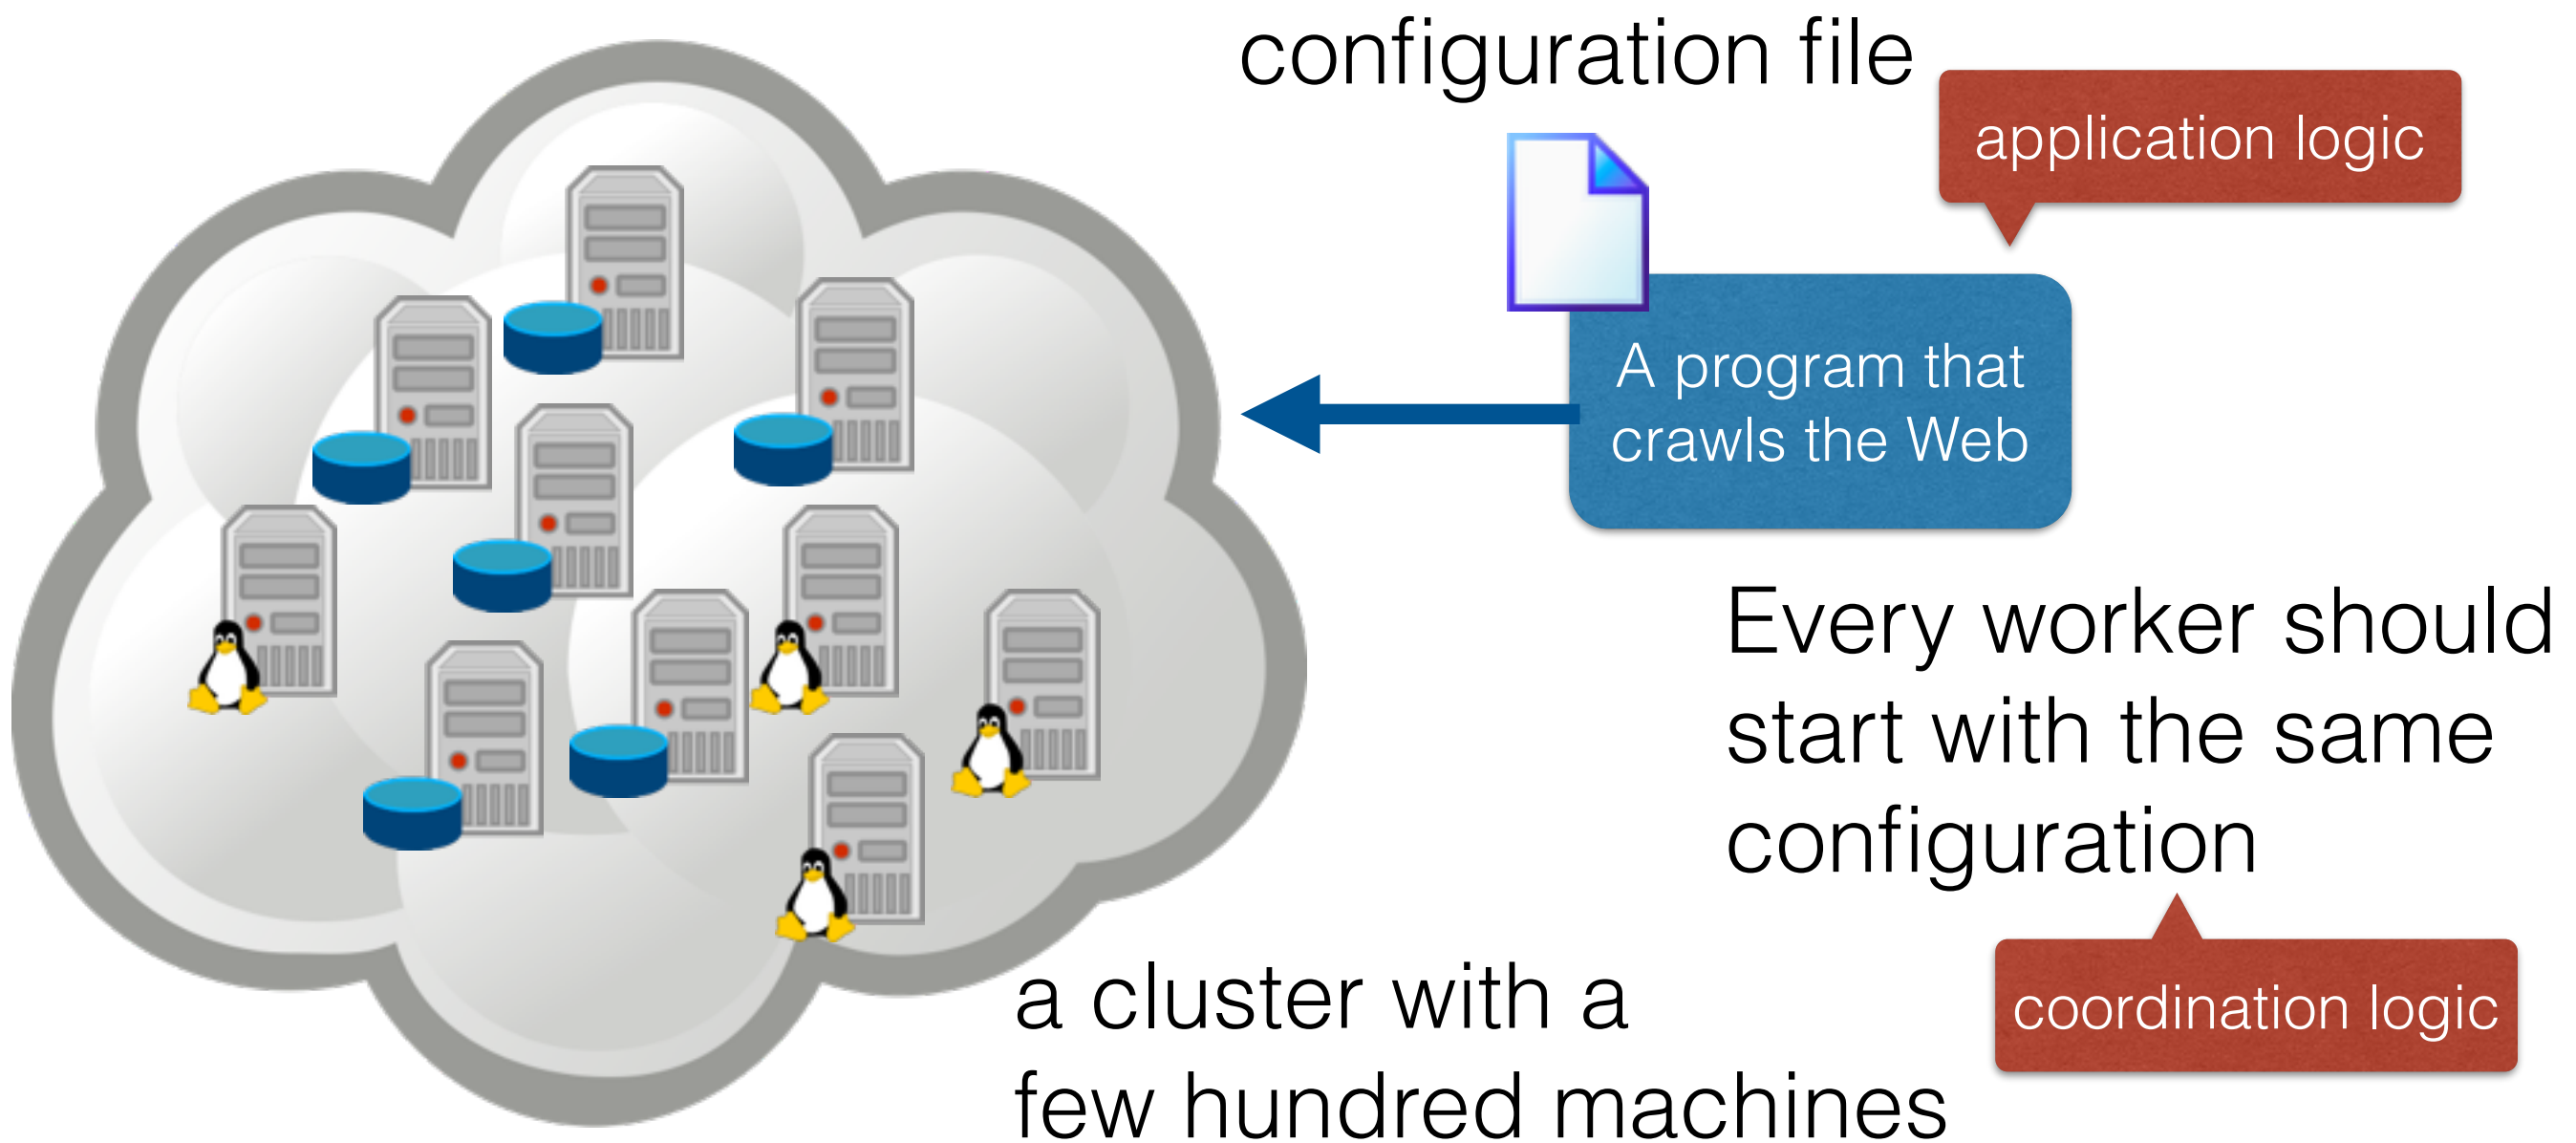 configuration file
application logic
A program that
crawls the Web
Every worker should
start with the same
configuration
coordination logic
a cluster with a
few hundred machines